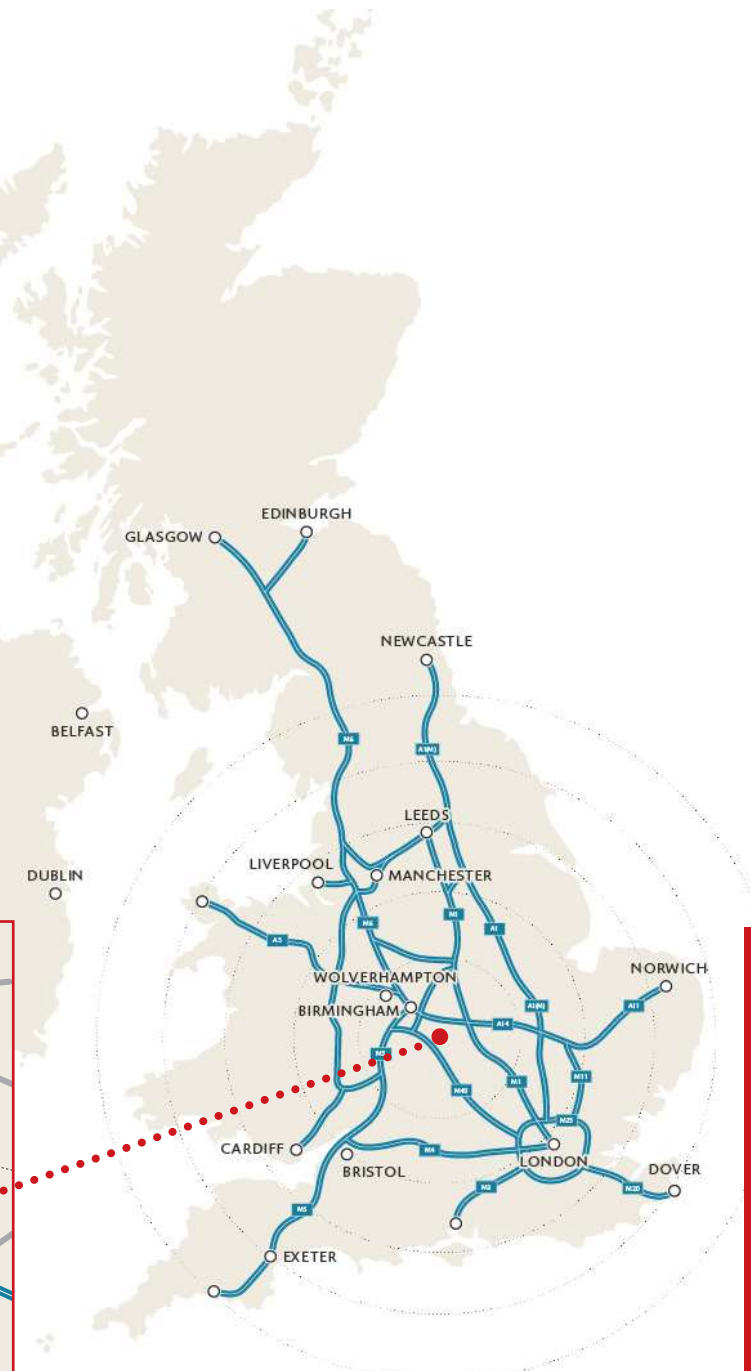 EDINBURGH
GLASGOW
NEWCASTLE
BELFAST
M6
A1(M)
LEEDS
LIVERPOOL
MANCHESTER
DUBLIN
M6
M1
A1
A5
NORWICH
WOLVERHAMPTON
BIRMINGHAM
A1(M)
A11
A14
M5
M11
M1
M40
M25
CARDIFF
BRISTOL
M4
LONDON
DOVER
M3
M20
M5
EXETER